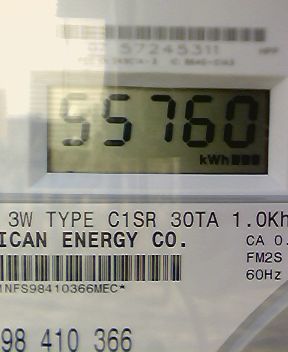 57245311
55760
kWh
3W TYPE C1SR 30TA 1.0Kh
ICAN ENERGY CO.
CA 0.
FM2S
60Hz
1NFS98410366MEC*
98 410 366